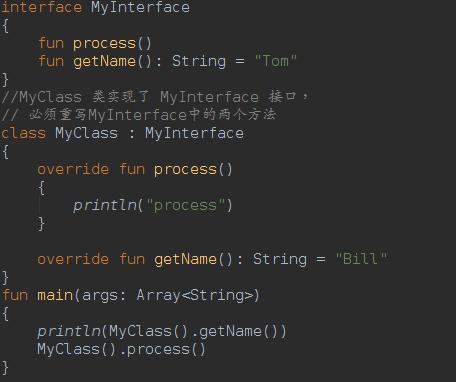 interface MyInterface
{
    fun process()
    fun getName(): String = "Tom"
}
//MyClass 类实现了 MyInterface 接口，
// 必须重写MyInterface中的两个方法
class MyClass : MyInterface
{
    override fun process()
    {
        println("process")
    }

    override fun getName(): String = "Bill"
}
fun main(args: Array<String>)
{
    println(MyClass().getName())
    MyClass().process()
}